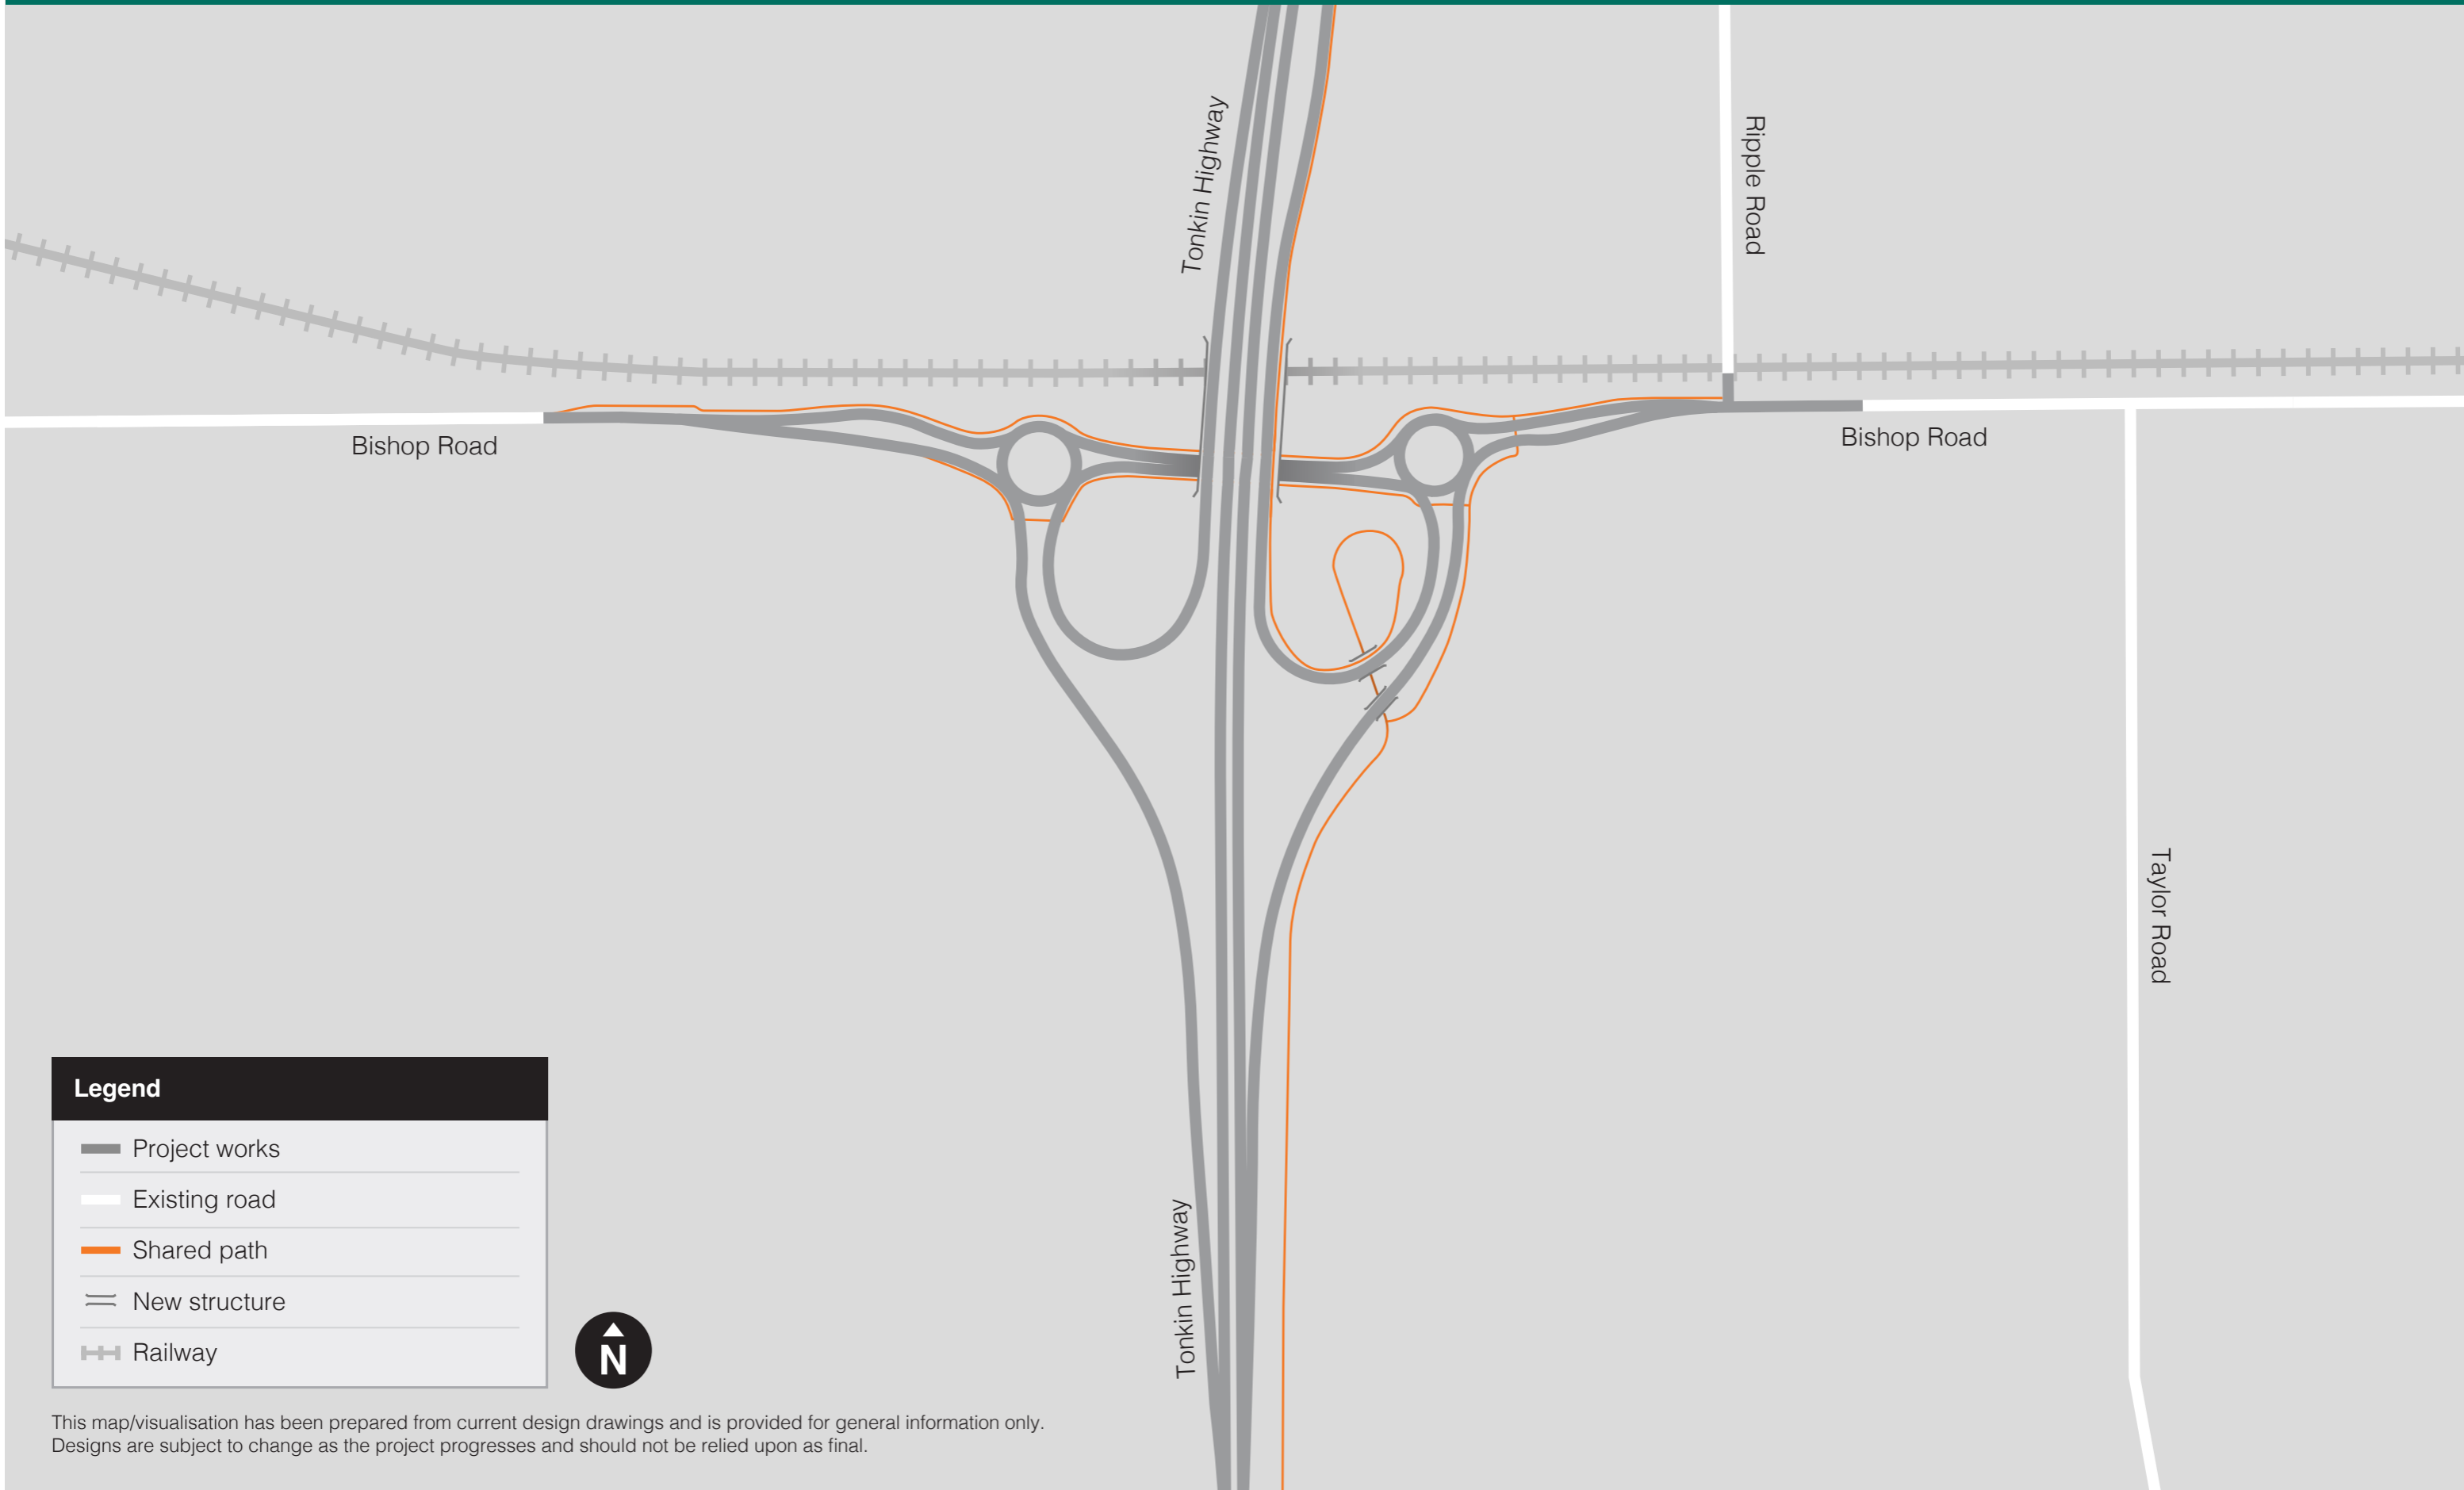 Tonkin Highway
Ripple Road
Bishop Road
Bishop Road
Taylor Road
Tonkin Highway
Legend
Project works
Existing road
Shared path
New structure
Railway
N
This map/visualisation has been prepared from current design drawings and is provided for general information only.
Designs are subject to change as the project progresses and should not be relied upon as final.